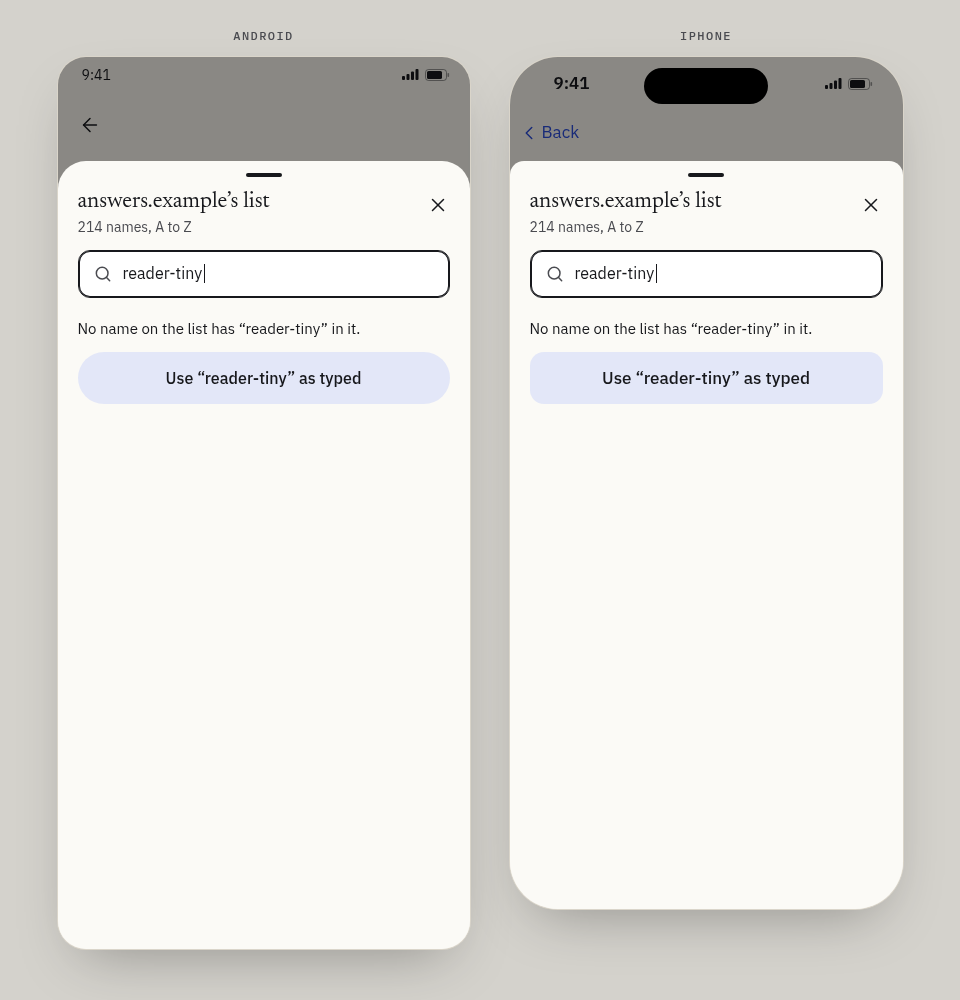 ANDROID
9:41
answers.example’s list
214 names, A to Z
reader-tiny
No name on the list has “reader-tiny” in it.
Use “reader-tiny” as typed
IPHONE
9:41
Back
answers.example’s list
214 names, A to Z
reader-tiny
No name on the list has “reader-tiny” in it.
Use “reader-tiny” as typed